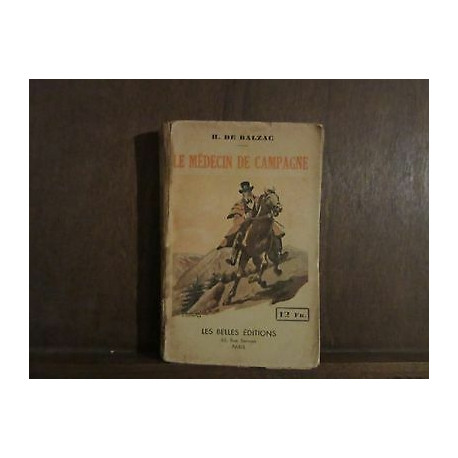 H. DE BALZAC
LE MÉDECIN DE CAMPAGNE
12 Fr.
LES BELLES ÉDITIONS
PARIS